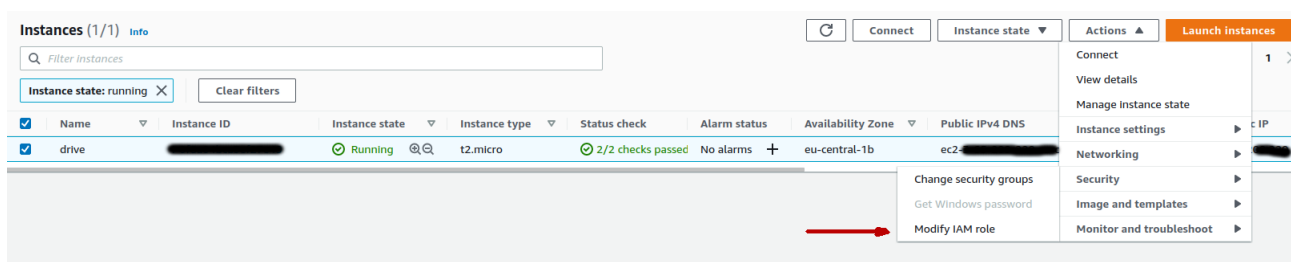 Instances (1/1) Info
Connect
Instance state
Actions
Launch instances
Filter instances
1
Instance state: running
Clear filters
Connect
View details
Manage instance state
Instance settings
Networking
Security
Image and templates
Monitor and troubleshoot
Name Instance ID Instance state Instance type Status check Alarm status Availability Zone Public IPv4 DNS c IP
drive Running t2.micro 2/2 checks passed No alarms + eu-central-1b ec2-
Change security groups
Get Windows password
Modify IAM role